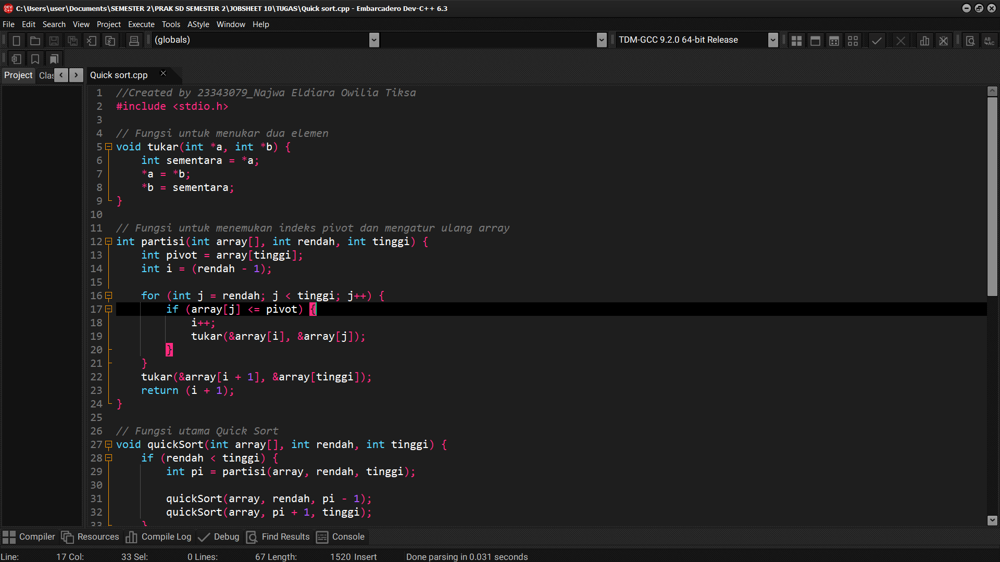 C:\Users\user\Documents\SEMESTER 2\PRAK SD SEMESTER 2\JOBSHEET 10\TUGAS\Quick sort.cpp - Embarcadero Dev-C++ 6.3
File Edit Search View Project Execute Tools AStyle Window Help
(globals)
TDM-GCC 9.2.0 64-bit Release
Project Clas
Quick sort.cpp
1 //Created by 23343079_Najwa Eldiara Owilia Tiksa
2 #include <stdio.h>
3
4 // Fungsi untuk menukar dua elemen
5 void tukar(int *a, int *b) {
6     int sementara = *a;
7     *a = *b;
8     *b = sementara;
9 }
10
11 // Fungsi untuk menemukan indeks pivot dan mengatur ulang array
12 int partisi(int array[], int rendah, int tinggi) {
13     int pivot = array[tinggi];
14     int i = (rendah - 1);
15
16     for (int j = rendah; j < tinggi; j++) {
17         if (array[j] <= pivot) {
18             i++;
19             tukar(&array[i], &array[j]);
20         }
21     }
22     tukar(&array[i + 1], &array[tinggi]);
23     return (i + 1);
24 }
25
26 // Fungsi utama Quick Sort
27 void quickSort(int array[], int rendah, int tinggi) {
28     if (rendah < tinggi) {
29         int pi = partisi(array, rendah, tinggi);
30
31         quickSort(array, rendah, pi - 1);
32         quickSort(array, pi + 1, tinggi);
33     }
Compiler Resources Compile Log Debug Find Results Console
Line: 17 Col: 33 Sel: 0 Lines: 67 Length: 1520 Insert Done parsing in 0.031 seconds